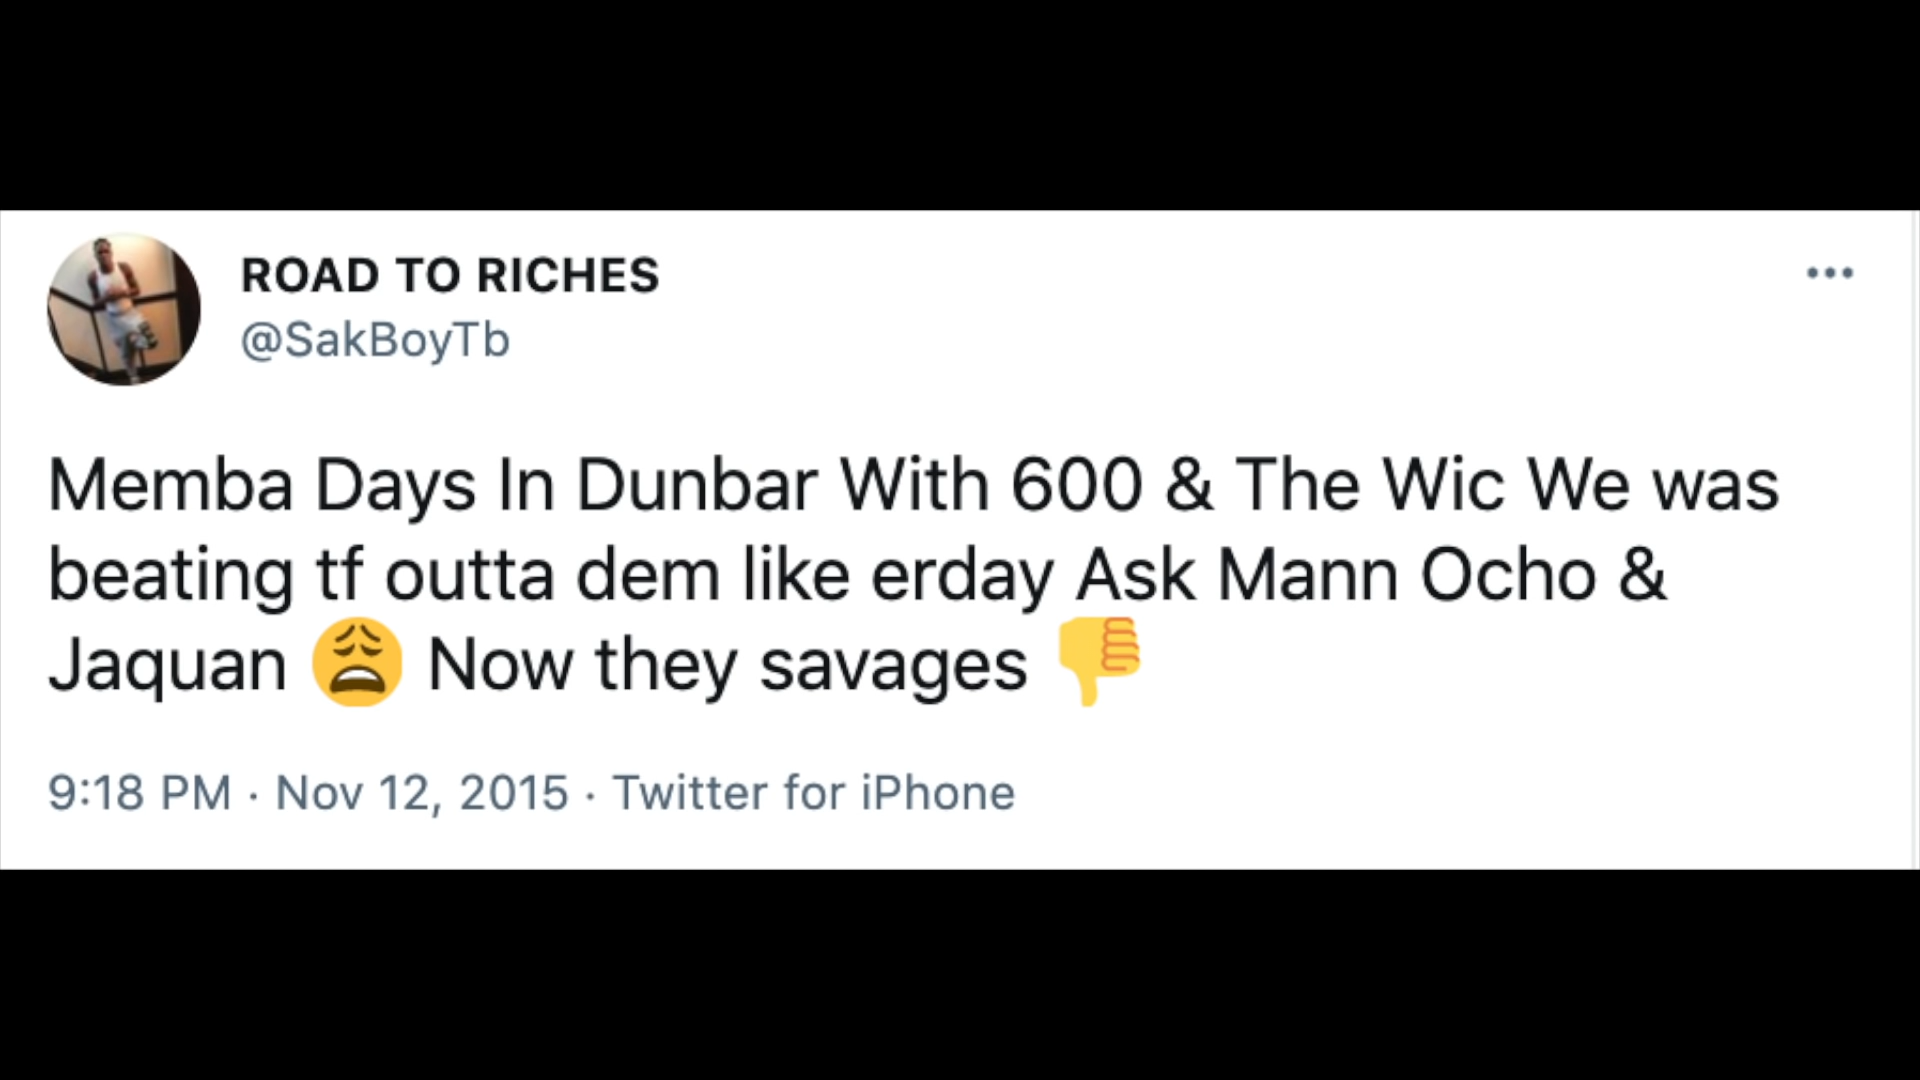 ROAD TO RICHES
@SakBoyTb
Memba Days In Dunbar With 600 & The Wic We was
beating tf outta dem like erday Ask Mann Ocho &
Jaquan 😩 Now they savages 👎
9:18 PM · Nov 12, 2015 · Twitter for iPhone